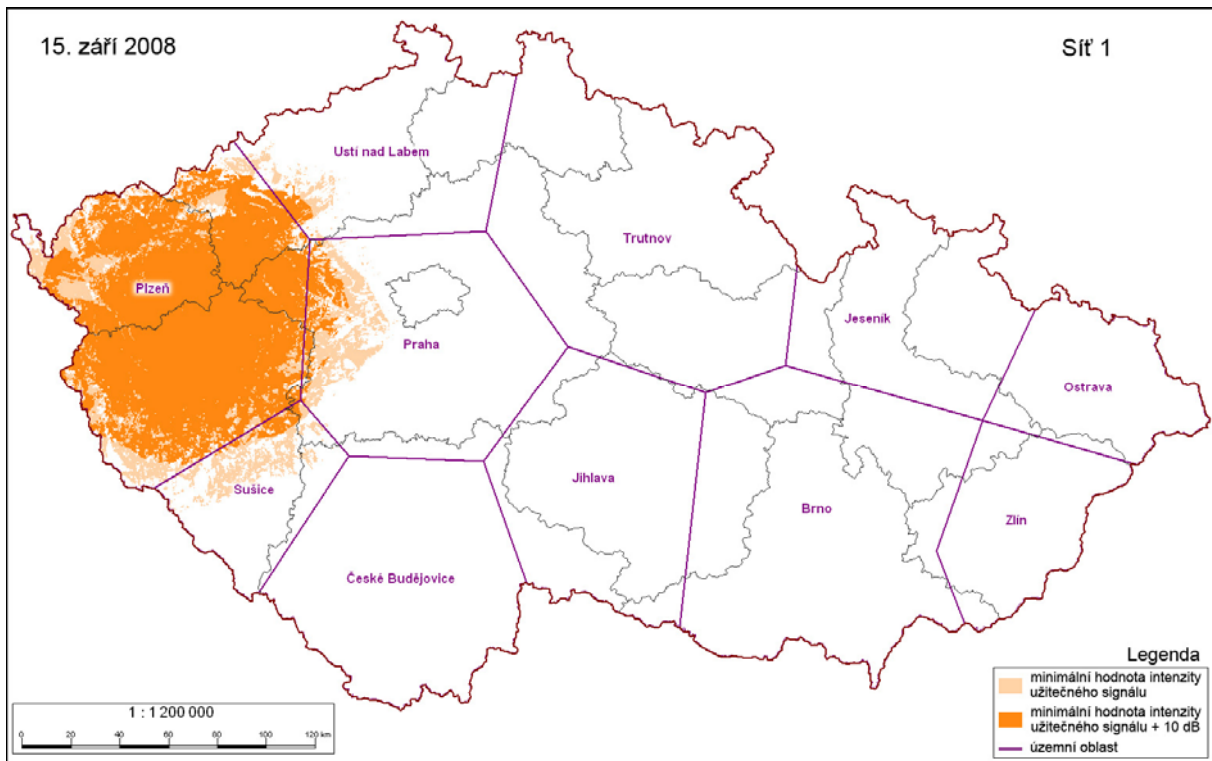 15. září 2008
Síť 1
Ústí nad Labem
Trutnov
Plzeň
Jeseník
Praha
Ostrava
Sušice
Jihlava
Brno
Zlín
České Budějovice
Legenda
minimální hodnota intenzity
užitečného signálu
minimální hodnota intenzity
užitečného signálu + 10 dB
územní oblast
1 : 1 200 000
0 20 40 60 80 100 120 km